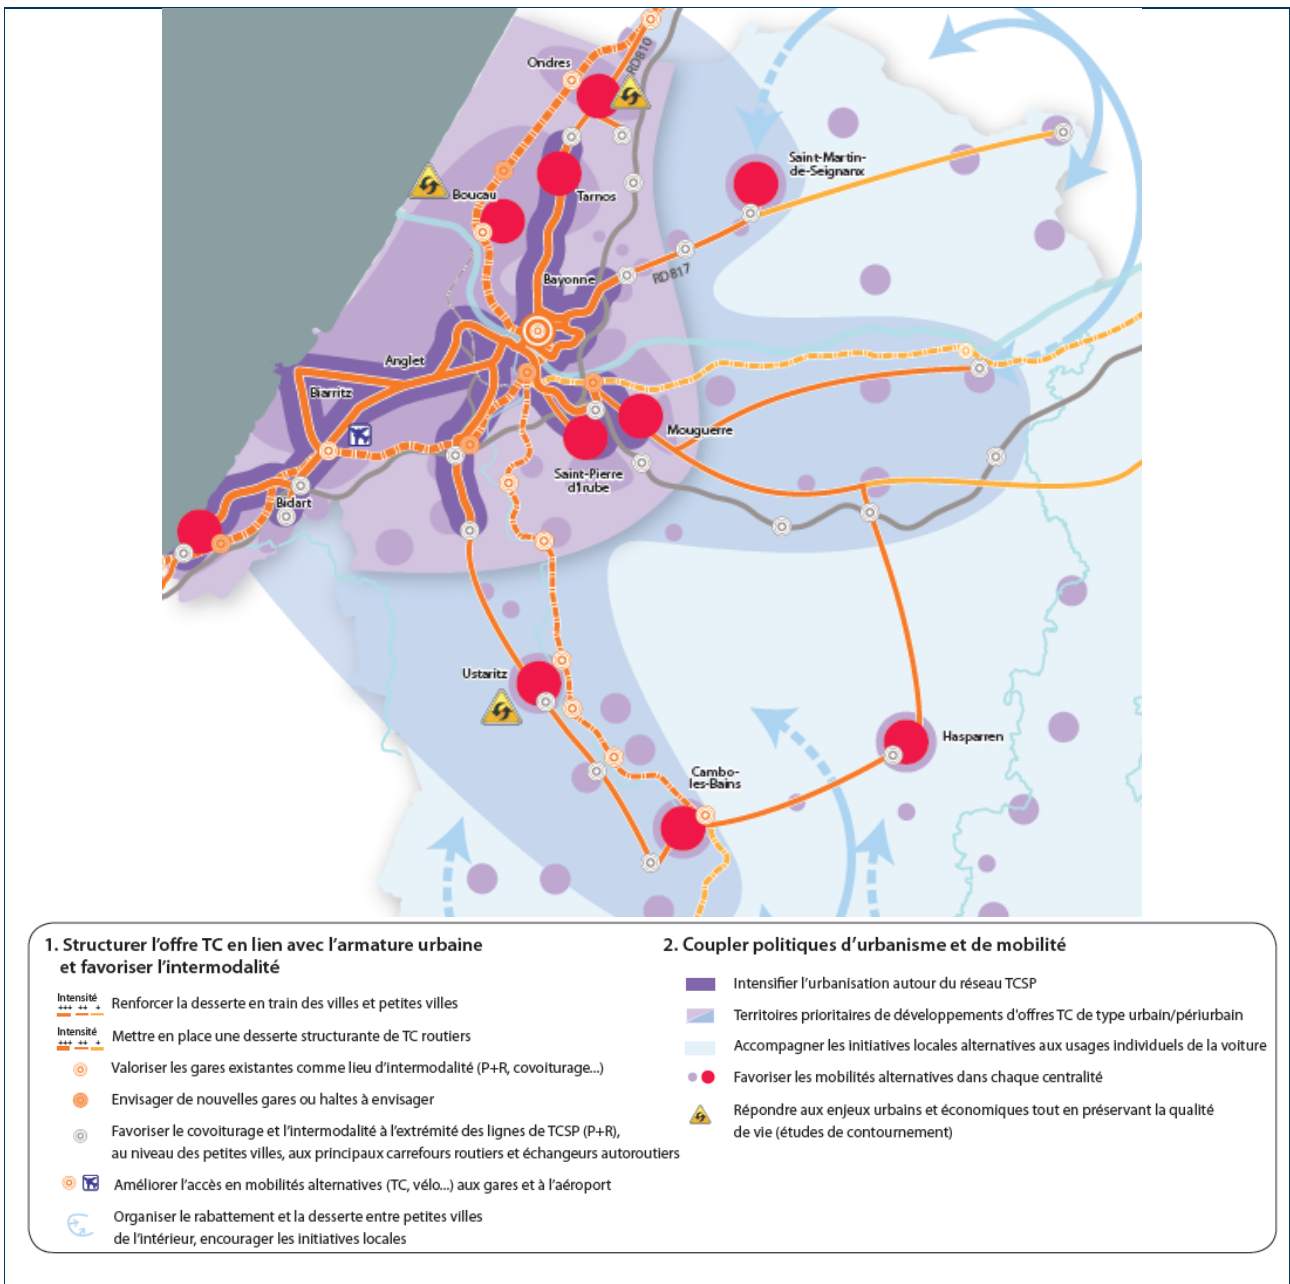 Ondres
RD810
Saint-Martin-
de-Seignanx
Boucau
Tarnos
Bayonne
RD817
Anglet
Biarritz
Mouguerre
Saint-Pierre
d'Irube
Bidart
Ustaritz
Hasparren
Cambo-
les-Bains
1. Structurer l'offre TC en lien avec l'armature urbaine
et favoriser l'intermodalité
Intensité
+++ ++ +
Renforcer la desserte en train des villes et petites villes
Intensité
+++ ++ +
Mettre en place une desserte structurante de TC routiers
Valoriser les gares existantes comme lieu d'intermodalité (P+R, covoiturage...)
Envisager de nouvelles gares ou haltes à envisager
Favoriser le covoiturage et l'intermodalité à l'extrémité des lignes de TCSP (P+R),
au niveau des petites villes, aux principaux carrefours routiers et échangeurs autoroutiers
Améliorer l'accès en mobilités alternatives (TC, vélo...) aux gares et à l'aéroport
Organiser le rabattement et la desserte entre petites villes
de l'intérieur, encourager les initiatives locales
2. Coupler politiques d'urbanisme et de mobilité
Intensifier l'urbanisation autour du réseau TCSP
Territoires prioritaires de développements d'offres TC de type urbain/périurbain
Accompagner les initiatives locales alternatives aux usages individuels de la voiture
Favoriser les mobilités alternatives dans chaque centralité
Répondre aux enjeux urbains et économiques tout en préservant la qualité
de vie (études de contournement)